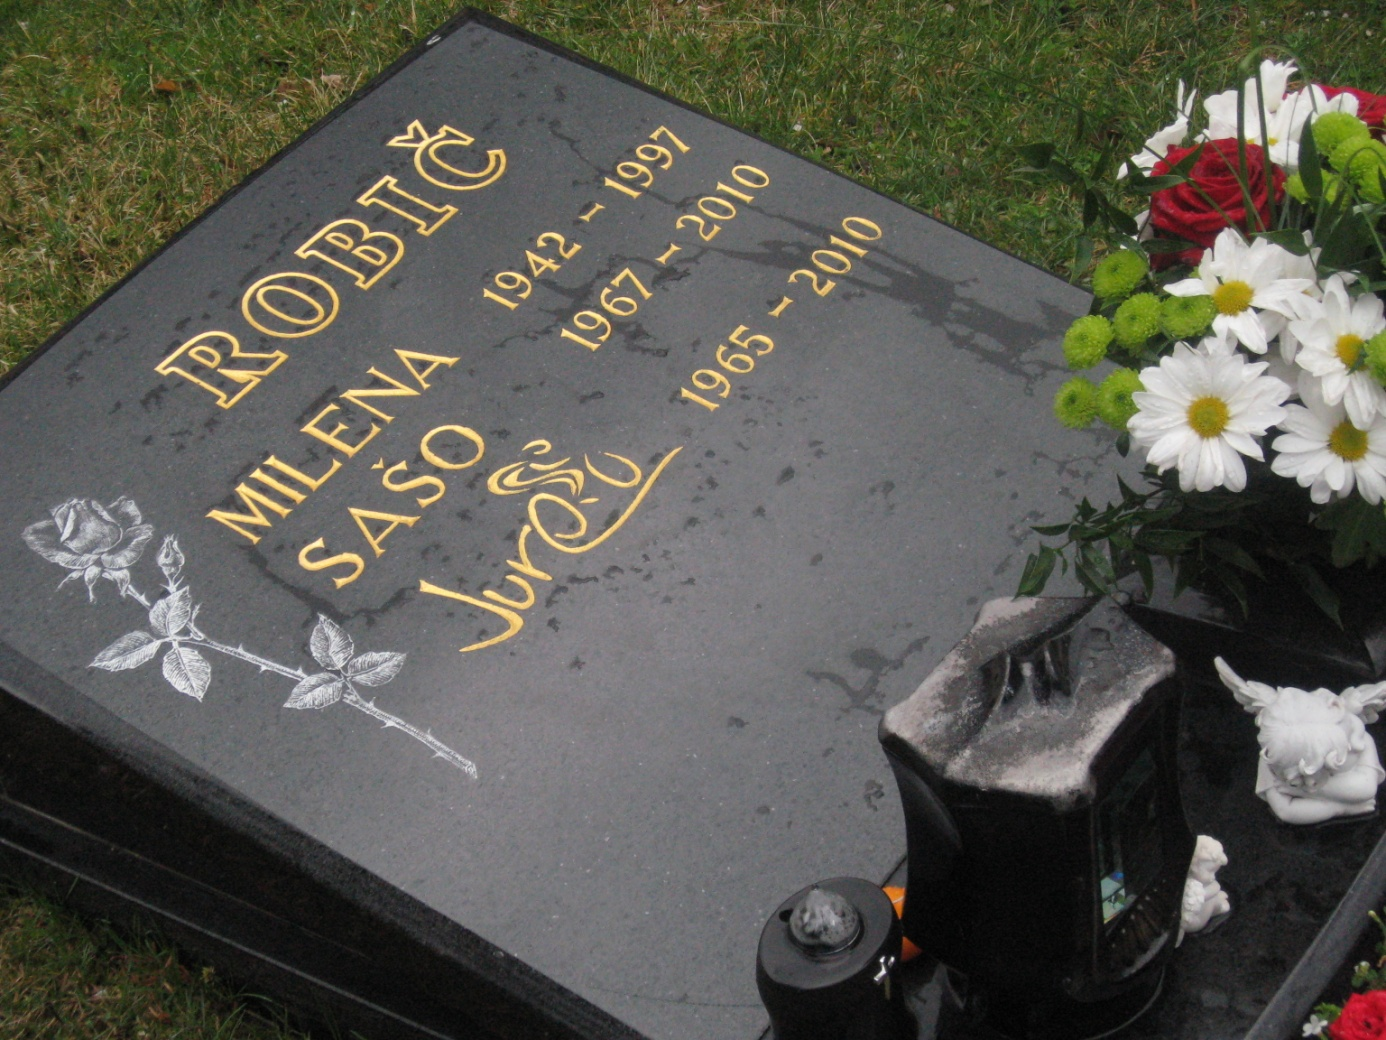 ROBIČ
MILENA 1942 - 1997
SAŠO 1967 - 2010
Jure 1965 - 2010